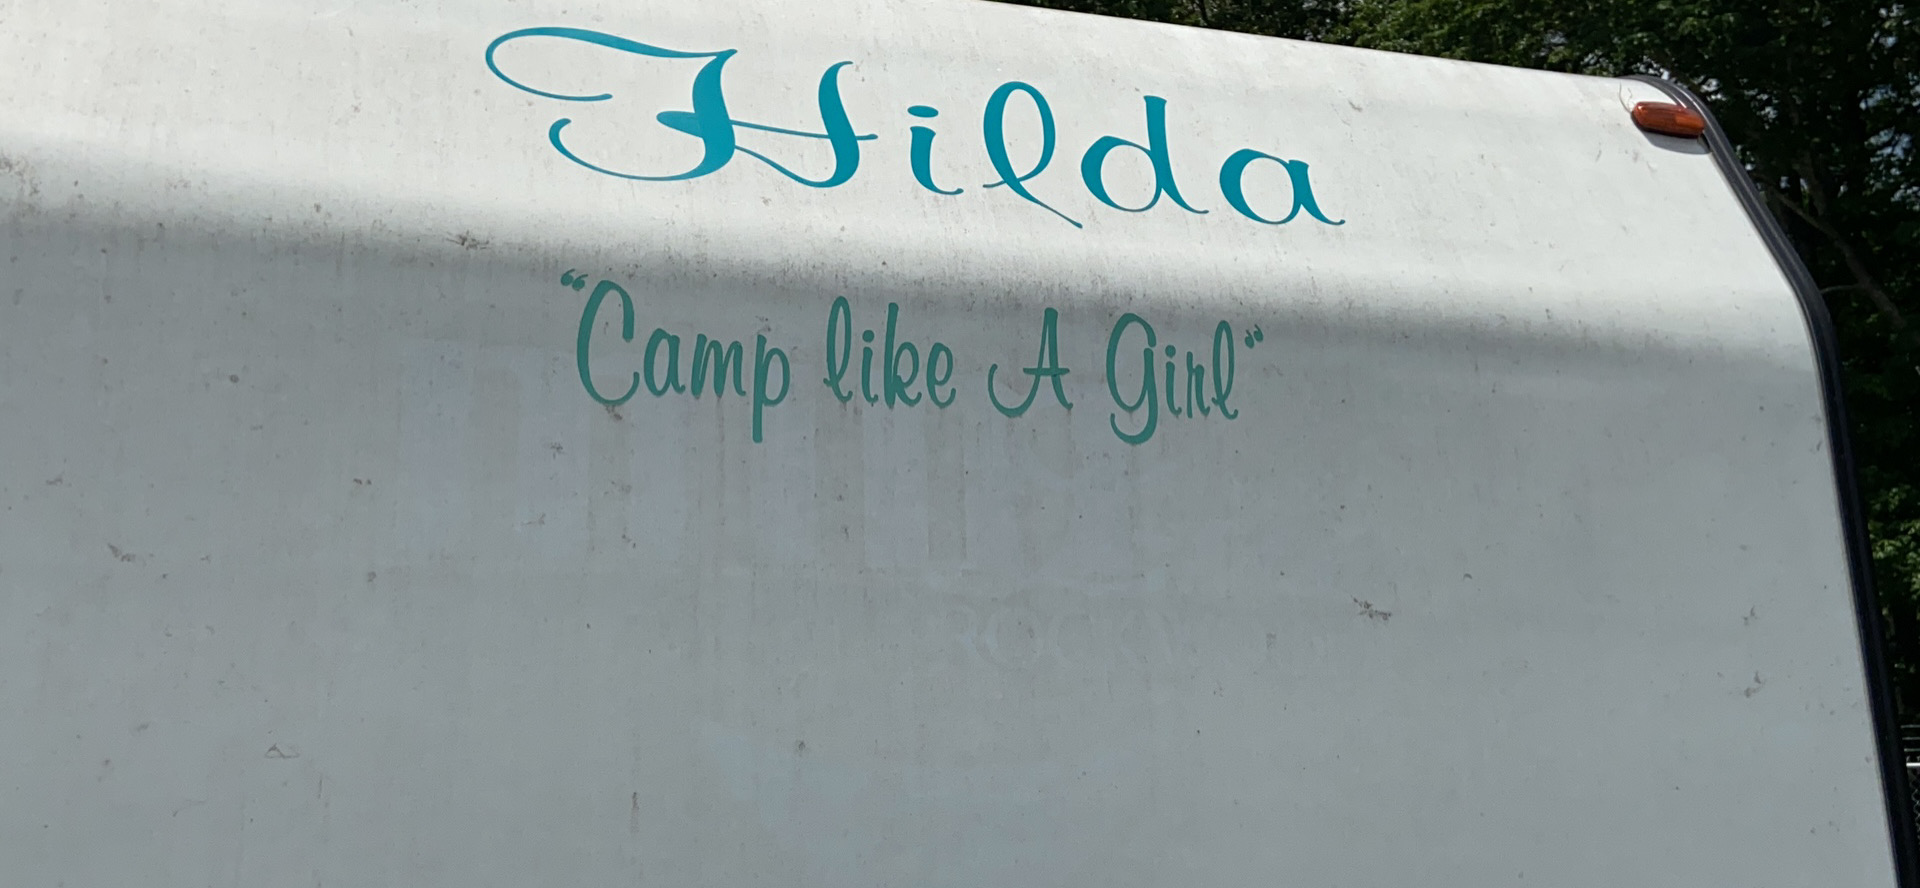 Hilda
“Camp like A Girl”